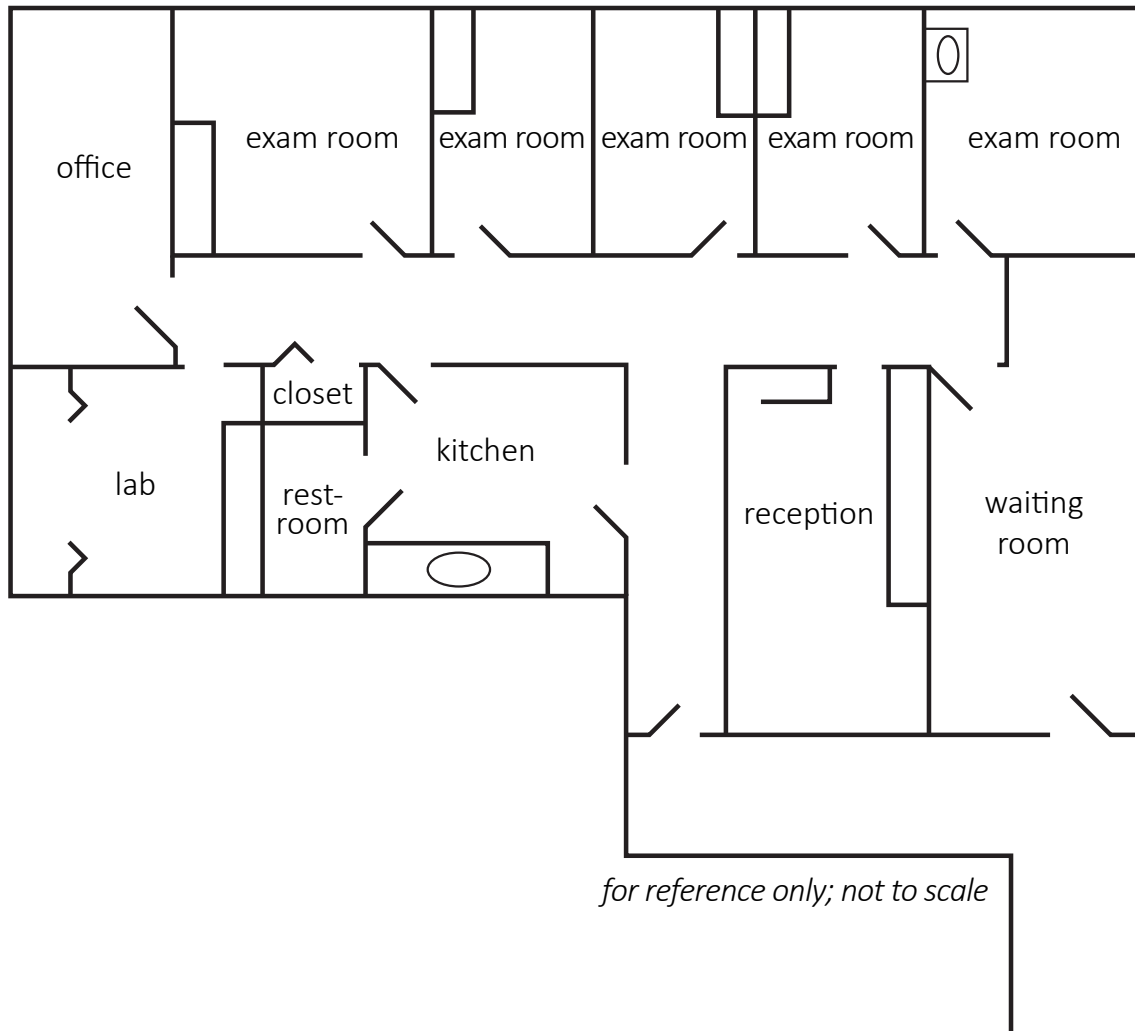 office
exam room
exam room
exam room
exam room
exam room
closet
kitchen
lab
rest-
room
reception
waiting
room
for reference only; not to scale